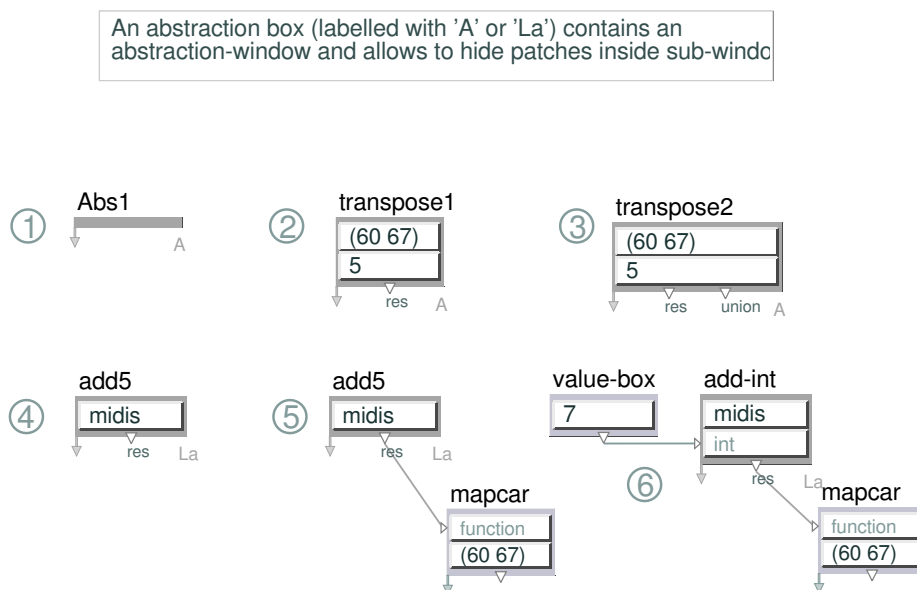 An abstraction box (labelled with 'A' or 'La') contains an
abstraction-window and allows to hide patches inside sub-windo
1
Abs1
A
2
transpose1
(60 67)
5
res
A
3
transpose2
(60 67)
5
res union
A
4
add5
midis
res
La
5
add5
midis
res
La
mapcar
function
(60 67)
value-box
7
add-int
midis
int
res
La
6
mapcar
function
(60 67)